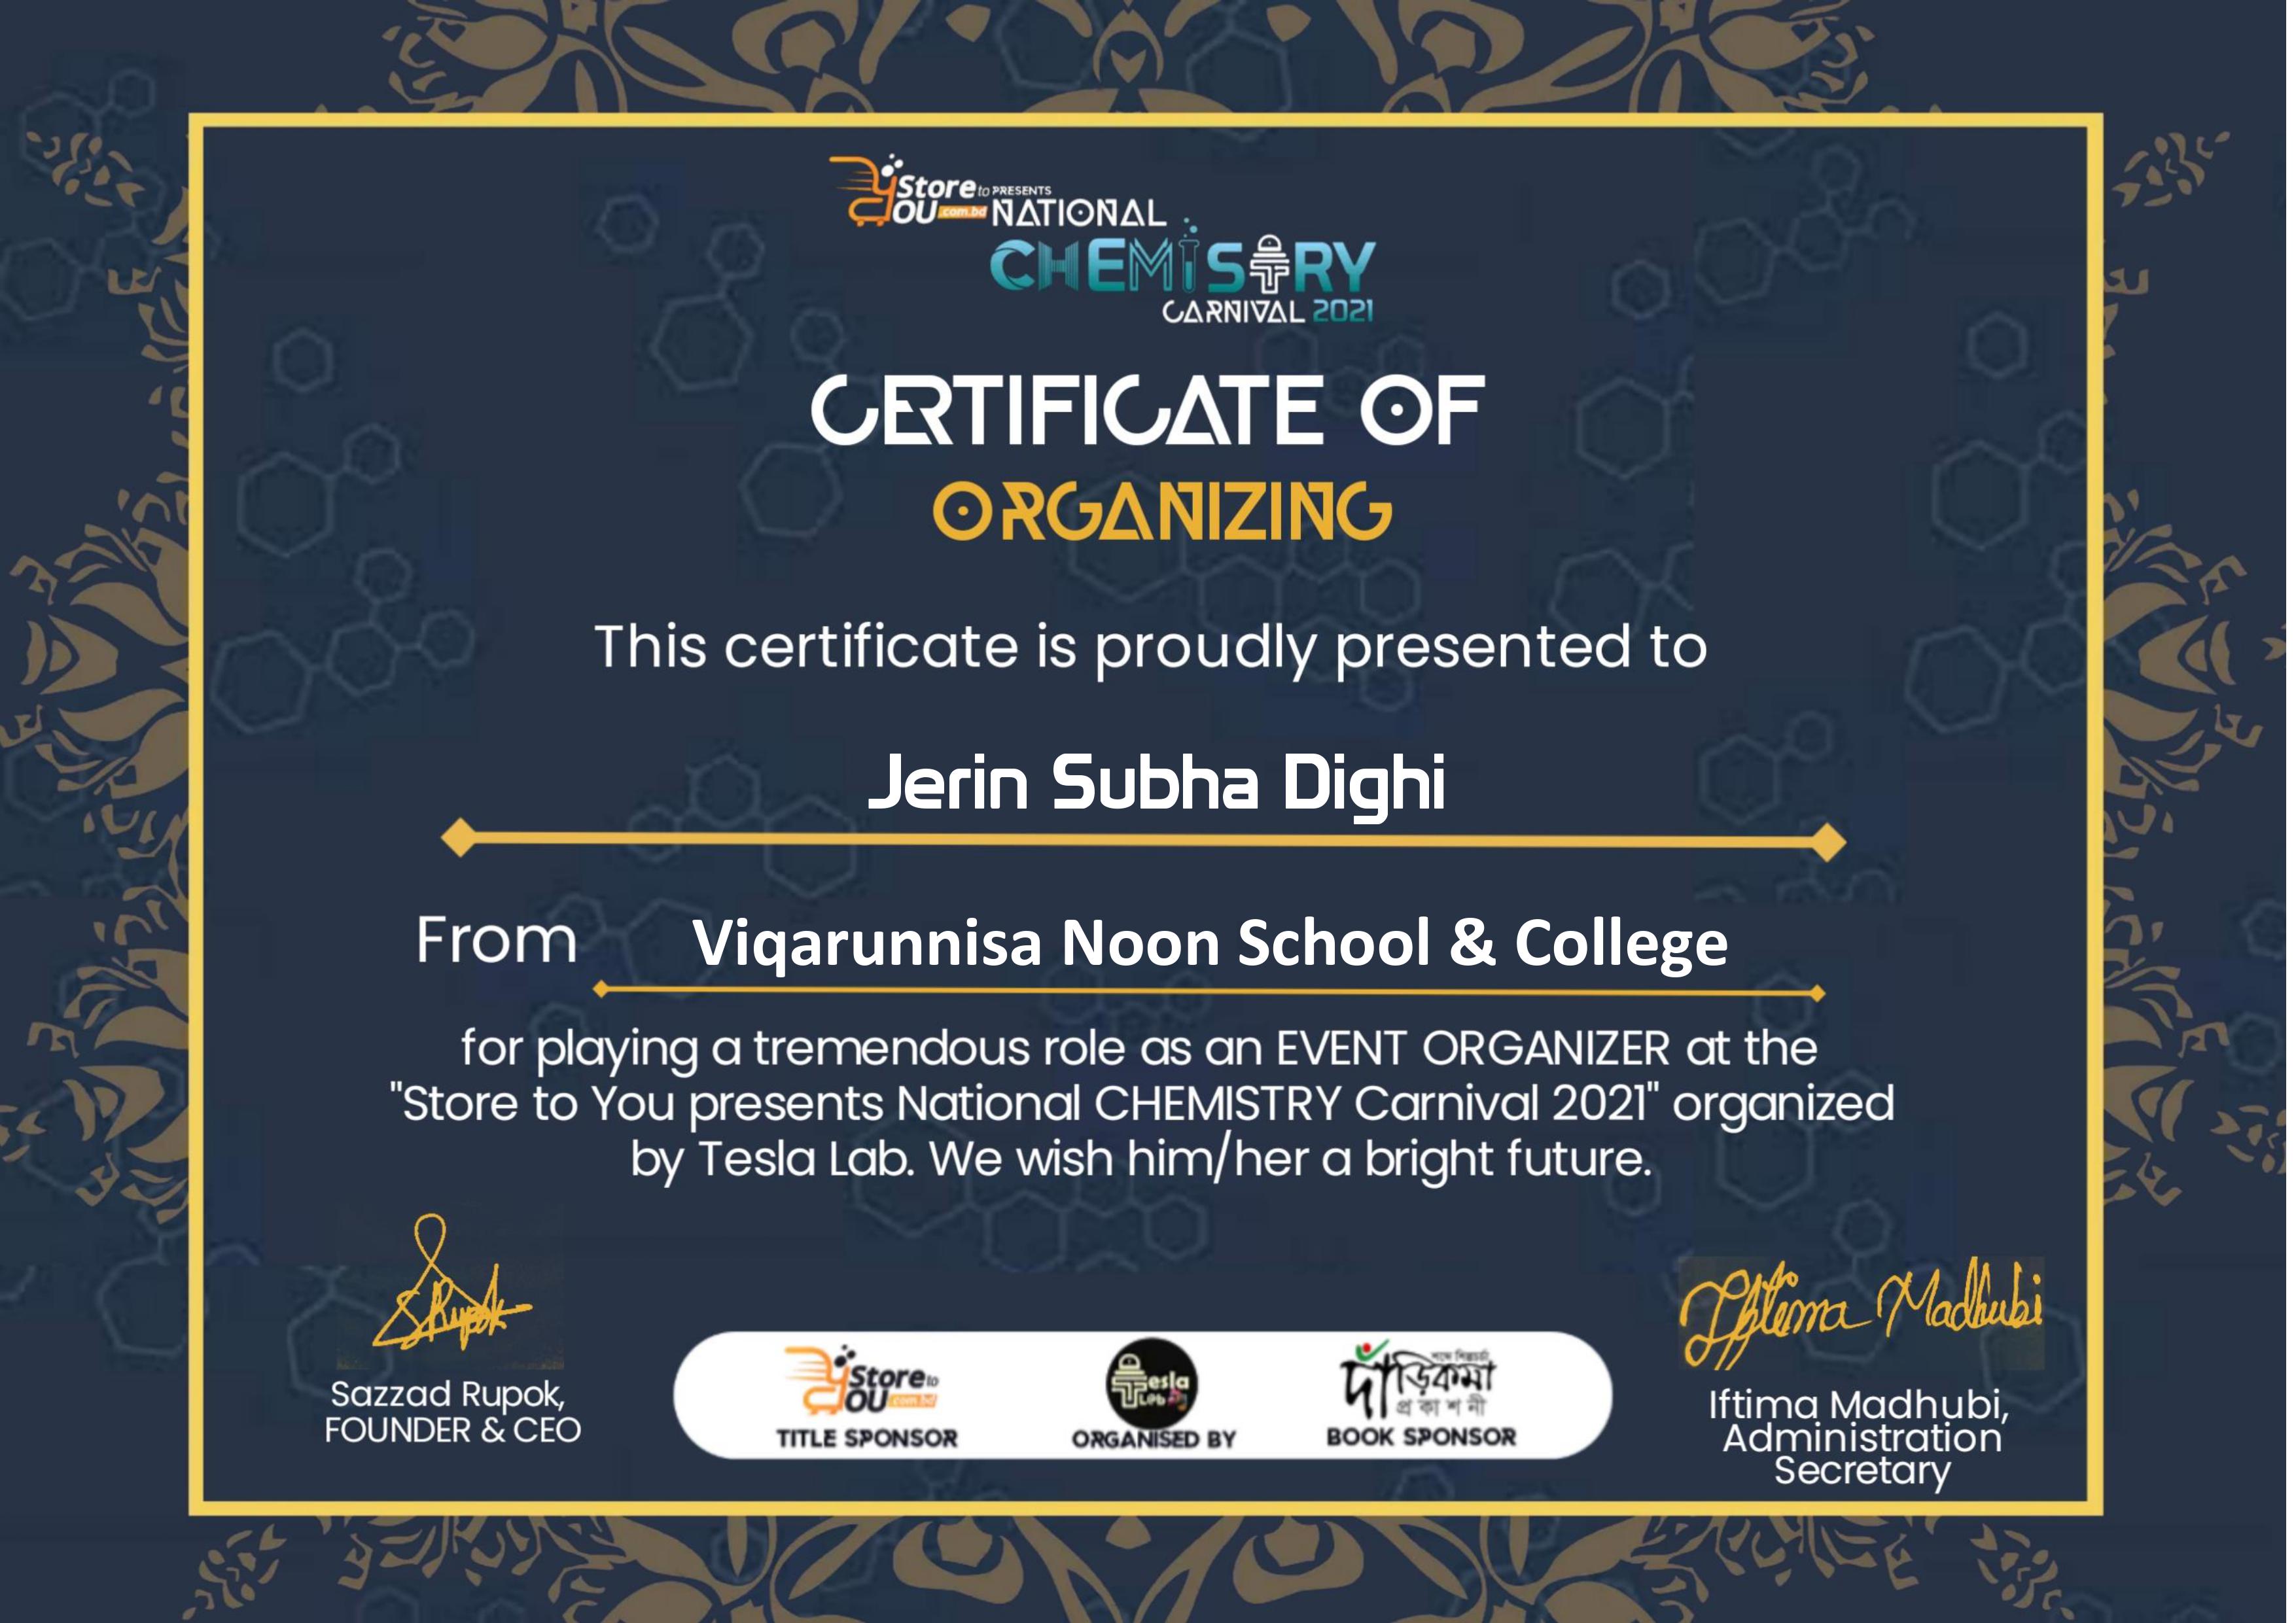 Store to PRESENTS
YOU .com.bd NATIONAL
CHEMISTRY
CARNIVAL 2021
CERTIFICATE OF
ORGANIZING
This certificate is proudly presented to
Jerin Subha Dighi
From Viqarunnisa Noon School & College
for playing a tremendous role as an EVENT ORGANIZER at the
"Store to You presents National CHEMISTRY Carnival 2021" organized
by Tesla Lab. We wish him/her a bright future.
SRupok
Sazzad Rupok,
FOUNDER & CEO
Store to
YOU .com.bd
TITLE SPONSOR
Tesla
Lab
ORGANISED BY
দাঁড়িকমা
প্রকাশনী
BOOK SPONSOR
Iftima Madhubi
Iftima Madhubi,
Administration
Secretary